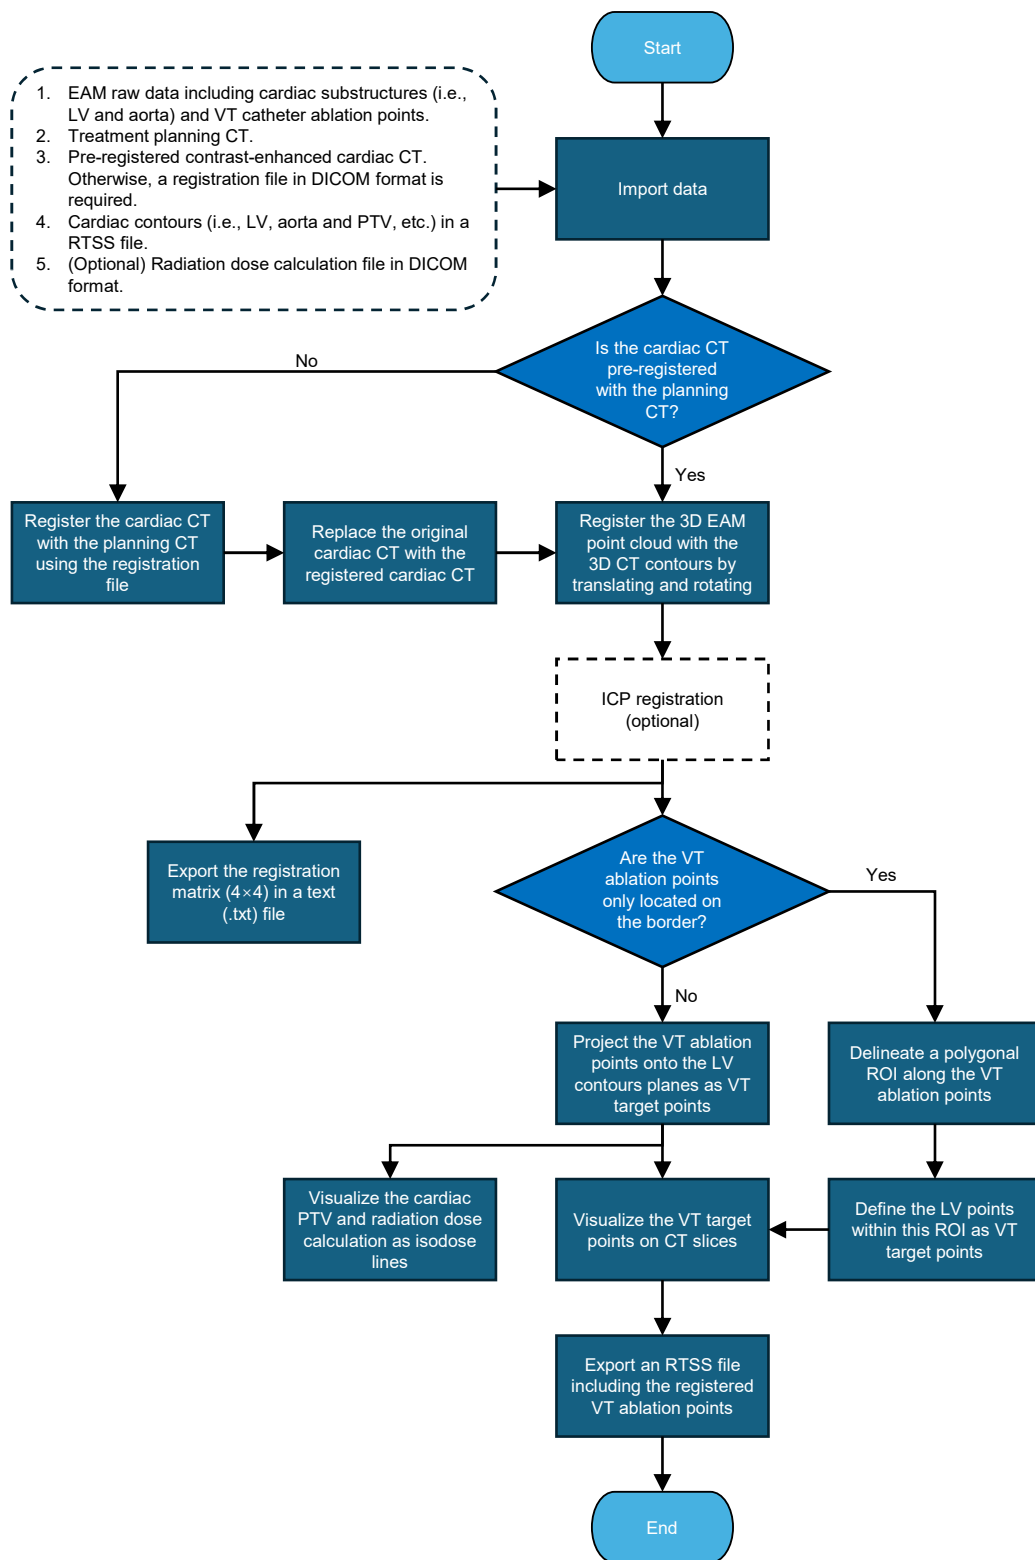 Start
1. EAM raw data including cardiac substructures (i.e.,
LV and aorta) and VT catheter ablation points.
2. Treatment planning CT.
3. Pre-registered contrast-enhanced cardiac CT.
Otherwise, a registration file in DICOM format is
required.
4. Cardiac contours (i.e., LV, aorta and PTV, etc.) in a
RTSS file.
5. (Optional) Radiation dose calculation file in DICOM
format.
Import data
Is the cardiac CT
pre-registered
with the planning
CT?
No
Yes
Register the cardiac CT
with the planning CT
using the registration
file
Replace the original
cardiac CT with the
registered cardiac CT
Register the 3D EAM
point cloud with the
3D CT contours by
translating and rotating
ICP registration
(optional)
Export the registration
matrix (4×4) in a text
(.txt) file
Are the VT
ablation points
only located on
the border?
Yes
No
Project the VT ablation
points onto the LV
contours planes as VT
target points
Delineate a polygonal
ROI along the VT
ablation points
Visualize the cardiac
PTV and radiation dose
calculation as isodose
lines
Visualize the VT target
points on CT slices
Define the LV points
within this ROI as VT
target points
Export an RTSS file
including the registered
VT ablation points
End